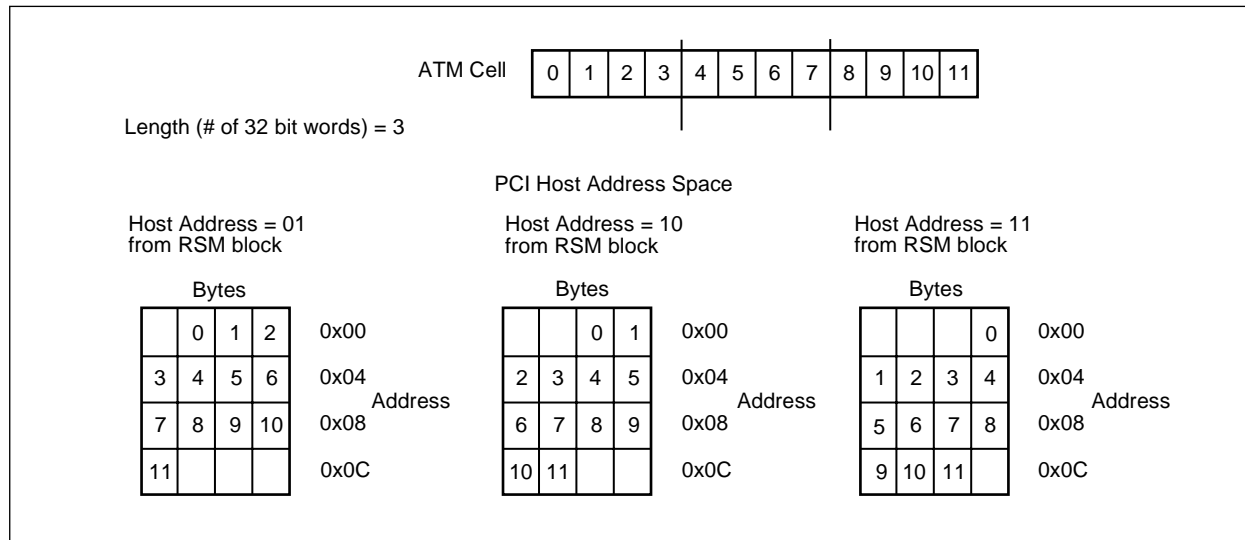 ATM Cell 0 1 2 3 4 5 6 7 8 9 10 11
Length (# of 32 bit words) = 3
PCI Host Address Space
Host Address = 01
from RSM block
Bytes
0 1 2 0x00
3 4 5 6 0x04
Address
7 8 9 10 0x08
11 0x0C
Host Address = 10
from RSM block
Bytes
0 1 0x00
2 3 4 5 0x04
Address
6 7 8 9 0x08
10 11 0x0C
Host Address = 11
from RSM block
Bytes
0 0x00
1 2 3 4 0x04
Address
5 6 7 8 0x08
9 10 11 0x0C